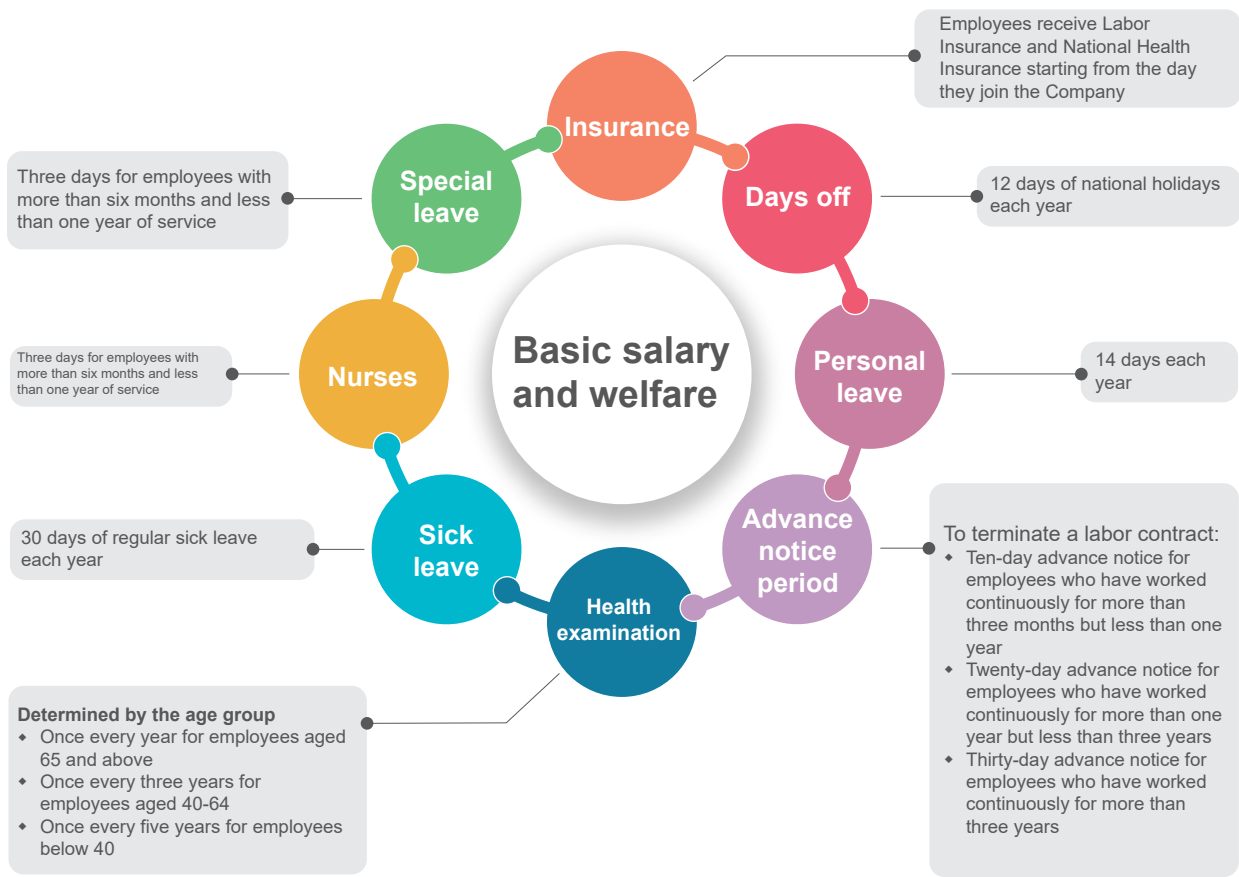 Employees receive Labor
Insurance and National Health
Insurance starting from the day
they join the Company
Insurance
Special
leave
Three days for employees with
more than six months and less
than one year of service
Days off
12 days of national holidays
each year
Basic salary
and welfare
Nurses
Three days for employees with
more than six months and less
than one year of service
Personal
leave
14 days each
year
Sick
leave
30 days of regular sick leave
each year
Advance
notice
period
To terminate a labor contract:
◆ Ten-day advance notice for
employees who have worked
continuously for more than
three months but less than one
year
◆ Twenty-day advance notice for
employees who have worked
continuously for more than one
year but less than three years
◆ Thirty-day advance notice for
employees who have worked
continuously for more than
three years
Health
examination
Determined by the age group
◆ Once every year for employees aged
65 and above
◆ Once every three years for
employees aged 40-64
◆ Once every five years for employees
below 40